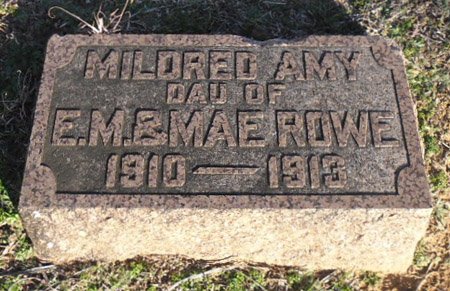 MILDRED AMY
DAU OF
E.M.&MAE ROWE
1910 — 1913